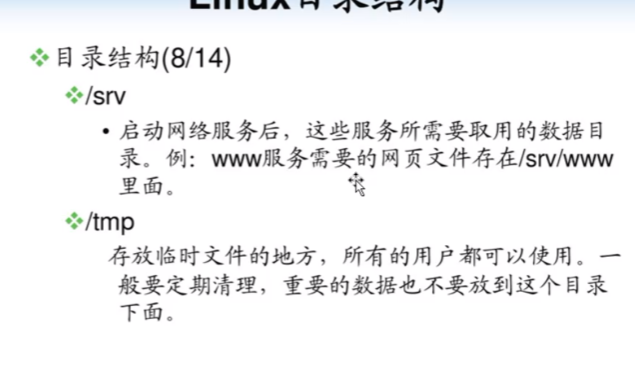 Linux目录结构
目录结构(8/14)
/srv
• 启动网络服务后，这些服务所需要取用的数据目
录。例：www服务需要的网页文件存在/srv/www
里面。
/tmp
存放临时文件的地方，所有的用户都可以使用。一
般要定期清理，重要的数据也不要放到这个目录
下面。